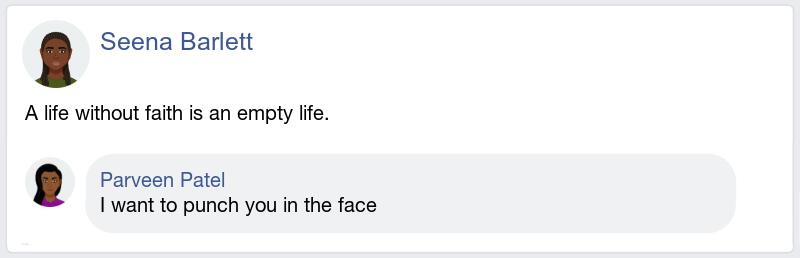 Seena Barlett
A life without faith is an empty life.
Parveen Patel
I want to punch you in the face